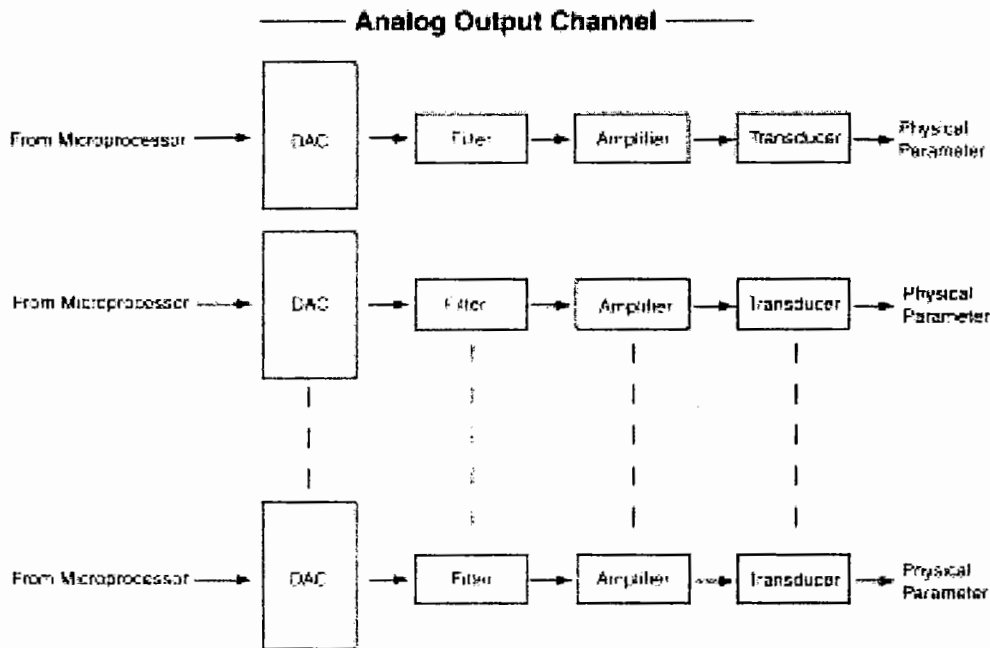 Analog Output Channel
From Microprocessor
DAC
Filter
Amplifier
Transducer
Physical
Parameter
From Microprocessor
DAC
Filter
Amplifier
Transducer
Physical
Parameter
From Microprocessor
DAC
Filter
Amplifier
Transducer
Physical
Parameter